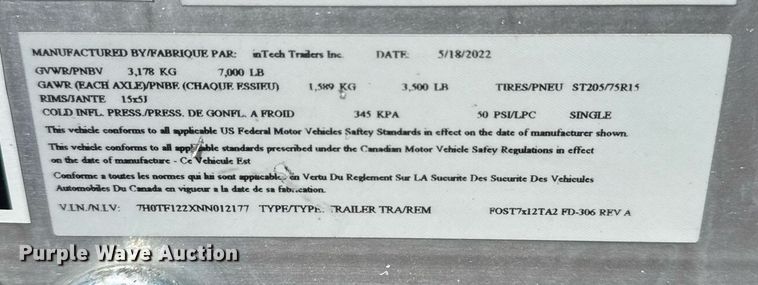 MANUFACTURED BY/FABRIQUE PAR: inTech Trailers Inc. DATE: 5/18/2022
GVWR/PNBV 3,178 KG 7,000 LB
GAWR (EACH AXLE)/PNBE (CHAQUE ESSIEU) 1,589 KG 3,500 LB TIRES/PNEU ST205/75R15
RIMS/JANTE 15x5J
COLD INFL. PRESS./PRESS. DE GONFL. A FROID 345 KPA 50 PSI/LPC SINGLE
This vehicle conforms to all applicable US Federal Motor Vehicles Saftey Standards in effect on the date of manufacturer shown.
This vehicle conforms to all applicable standards prescribed under the Canadian Motor Vehicle Safey Regulations in effect
on the date of manufacture - Ce Vehicule Est
Conforme a toutes les normes qui lui sont appliacables en Vertu Du Reglement Sur LA Sucurite Des Sucurite Des Vehicules
Automobiles Du Canada en vigueur a la date de sa fabrication.
V.I.N./N.I.V: 7H0TF122XNN012177 TYPE/TYPE. TRAILER TRA/REM FOST7x12TA2 FD-306 REV A
Purple Wave Auction